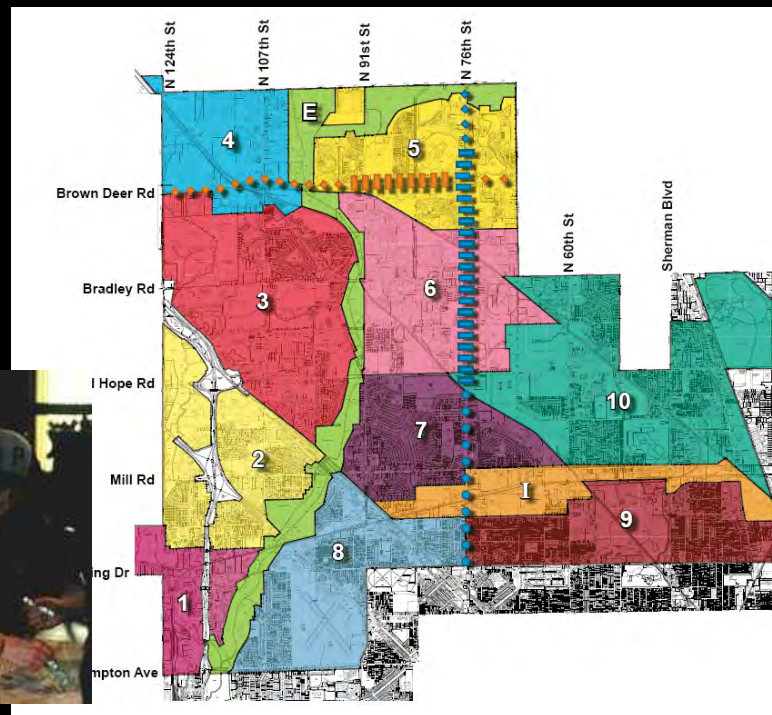 N 124th St
N 107th St
N 91st St
N 76th St
E
4
5
Brown Deer Rd
N 60th St
Sherman Blvd
Bradley Rd
3
6
Hope Rd
10
7
2
Mill Rd
I
9
8
ing Dr
1
mpton Ave
P